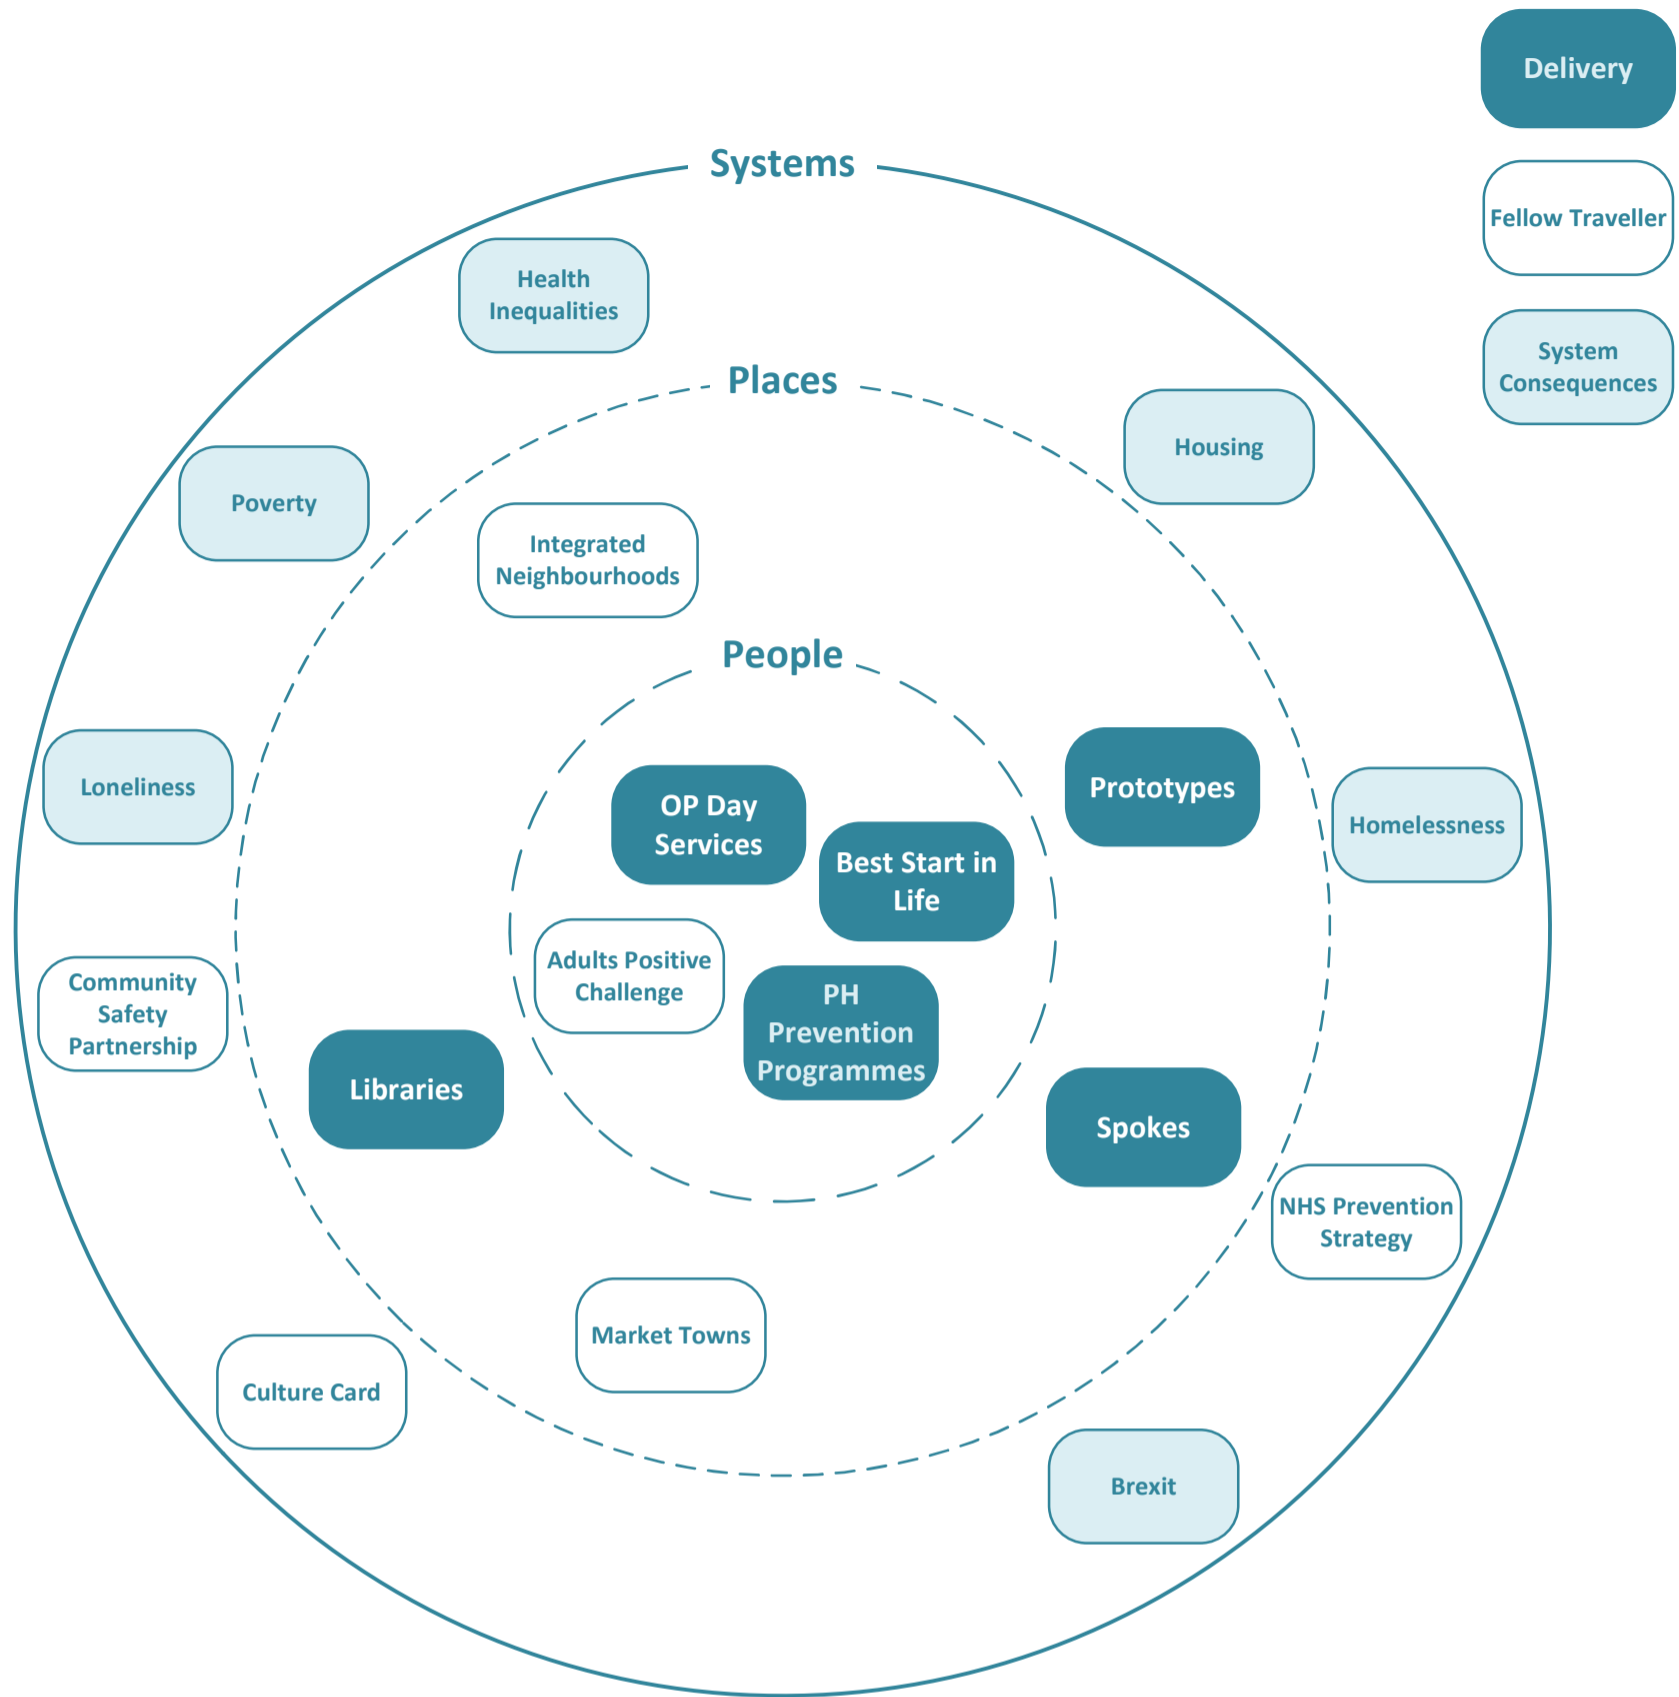 Delivery
Systems
Fellow Traveller
Health
Inequalities
System
Consequences
Places
Housing
Poverty
Integrated
Neighbourhoods
People
Prototypes
Loneliness
OP Day
Services
Homelessness
Best Start in
Life
Adults Positive
Challenge
Community
Safety
Partnership
PH
Prevention
Programmes
Libraries
Spokes
NHS Prevention
Strategy
Market Towns
Culture Card
Brexit